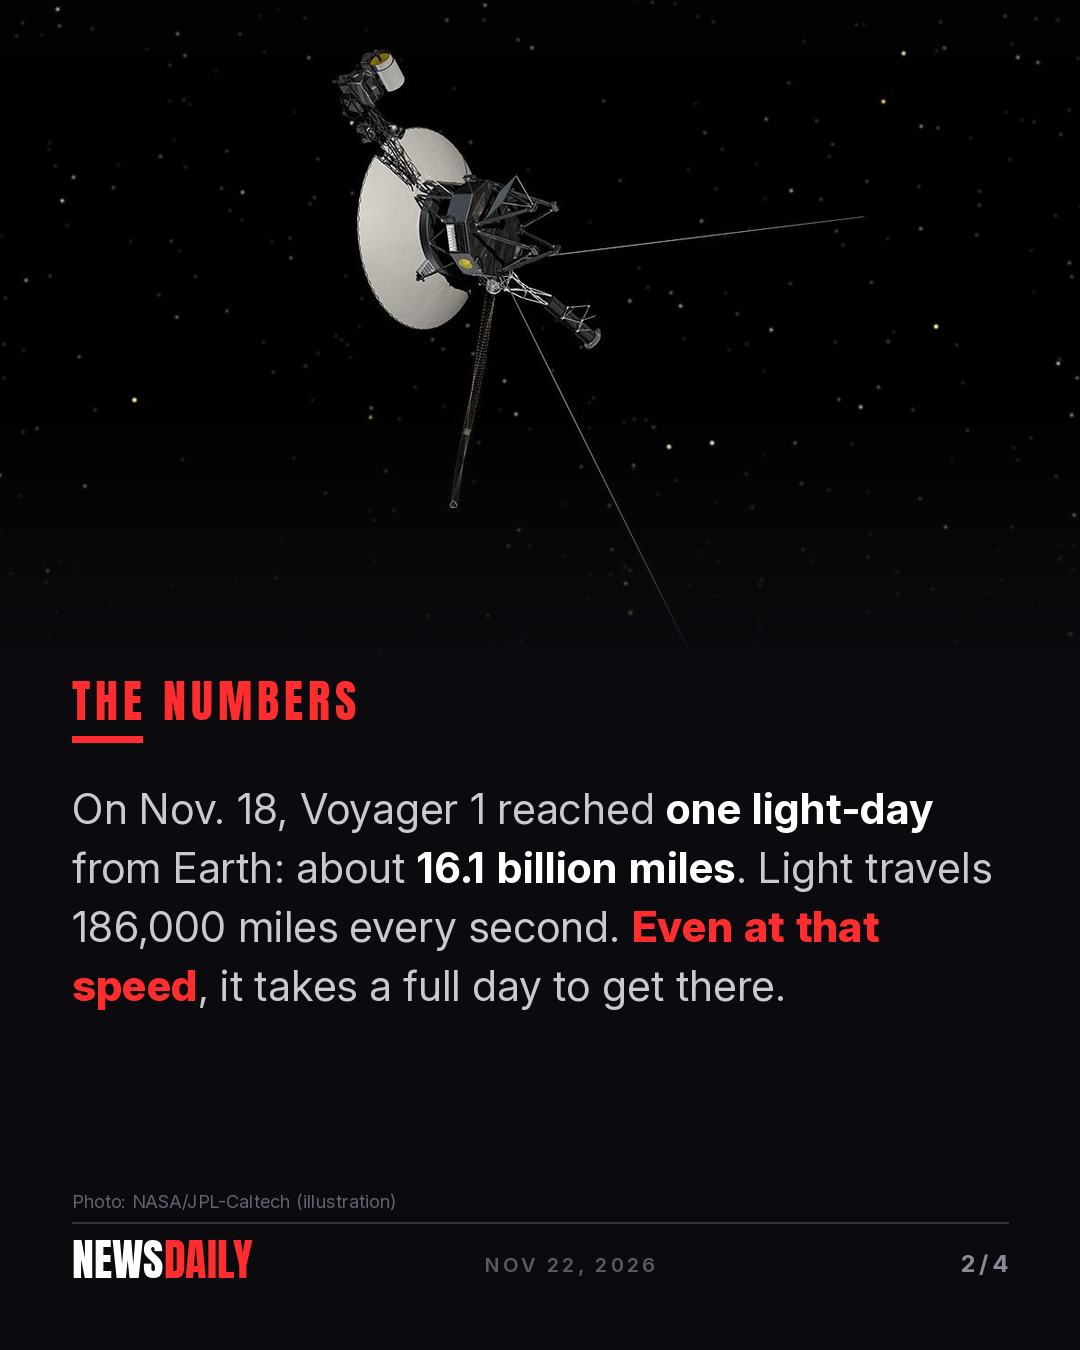 THE NUMBERS
On Nov. 18, Voyager 1 reached one light-day
from Earth: about 16.1 billion miles. Light travels
186,000 miles every second. Even at that
speed, it takes a full day to get there.
Photo: NASA/JPL-Caltech (illustration)
NEWSDAILY
NOV 22, 2026
2/4